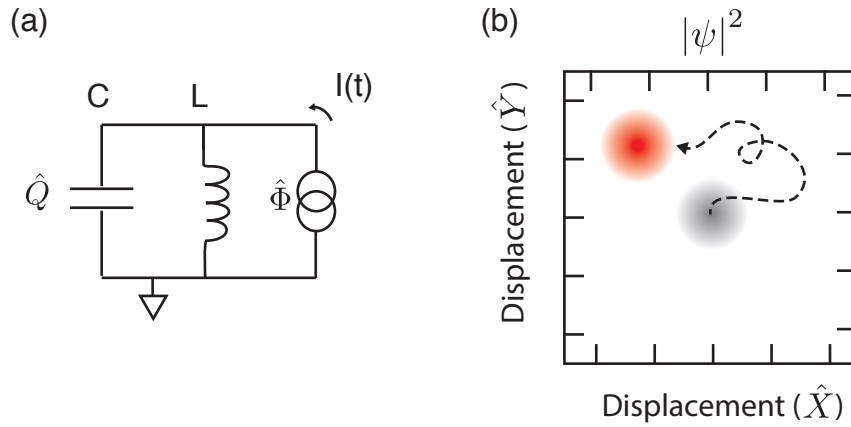 (a)
C
L
I(t)
Q̂
Φ̂
(b)
|ψ|²
Displacement (Ŷ)
Displacement (X̂)